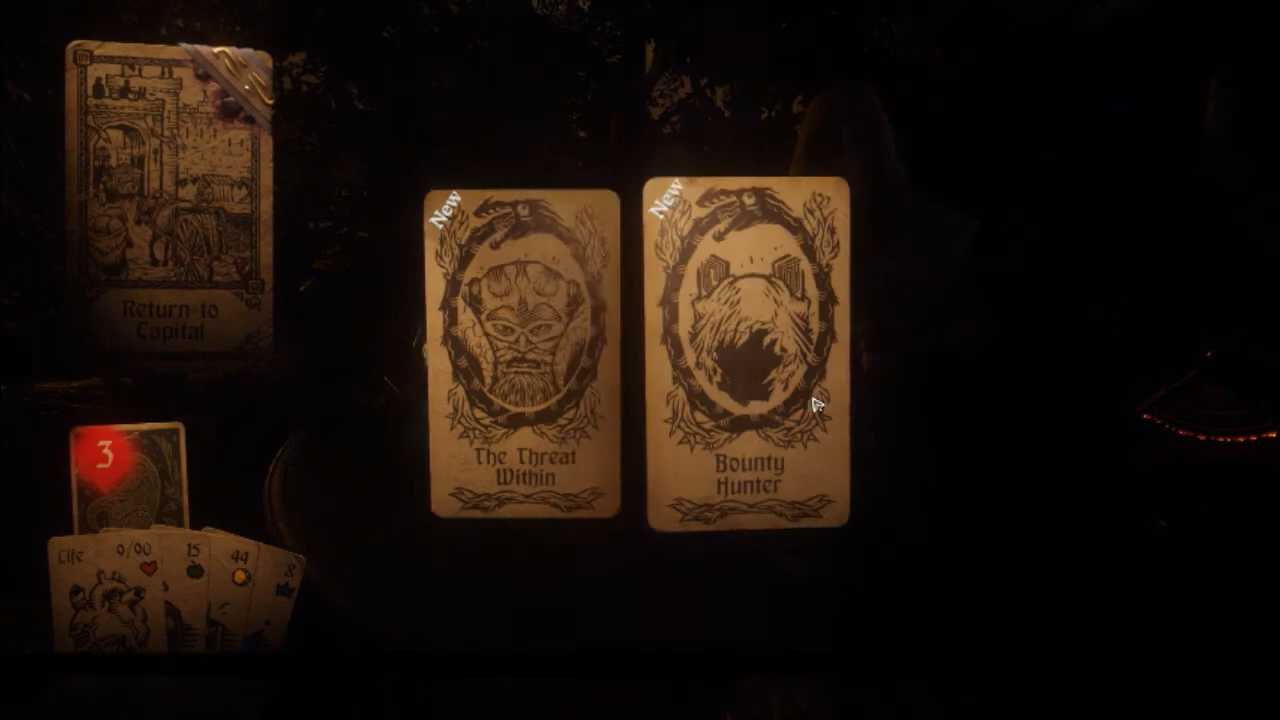 Return to
Capital
New
New
The Threat
Within
Bounty
Hunter
3
Life
9/90
15
44
8